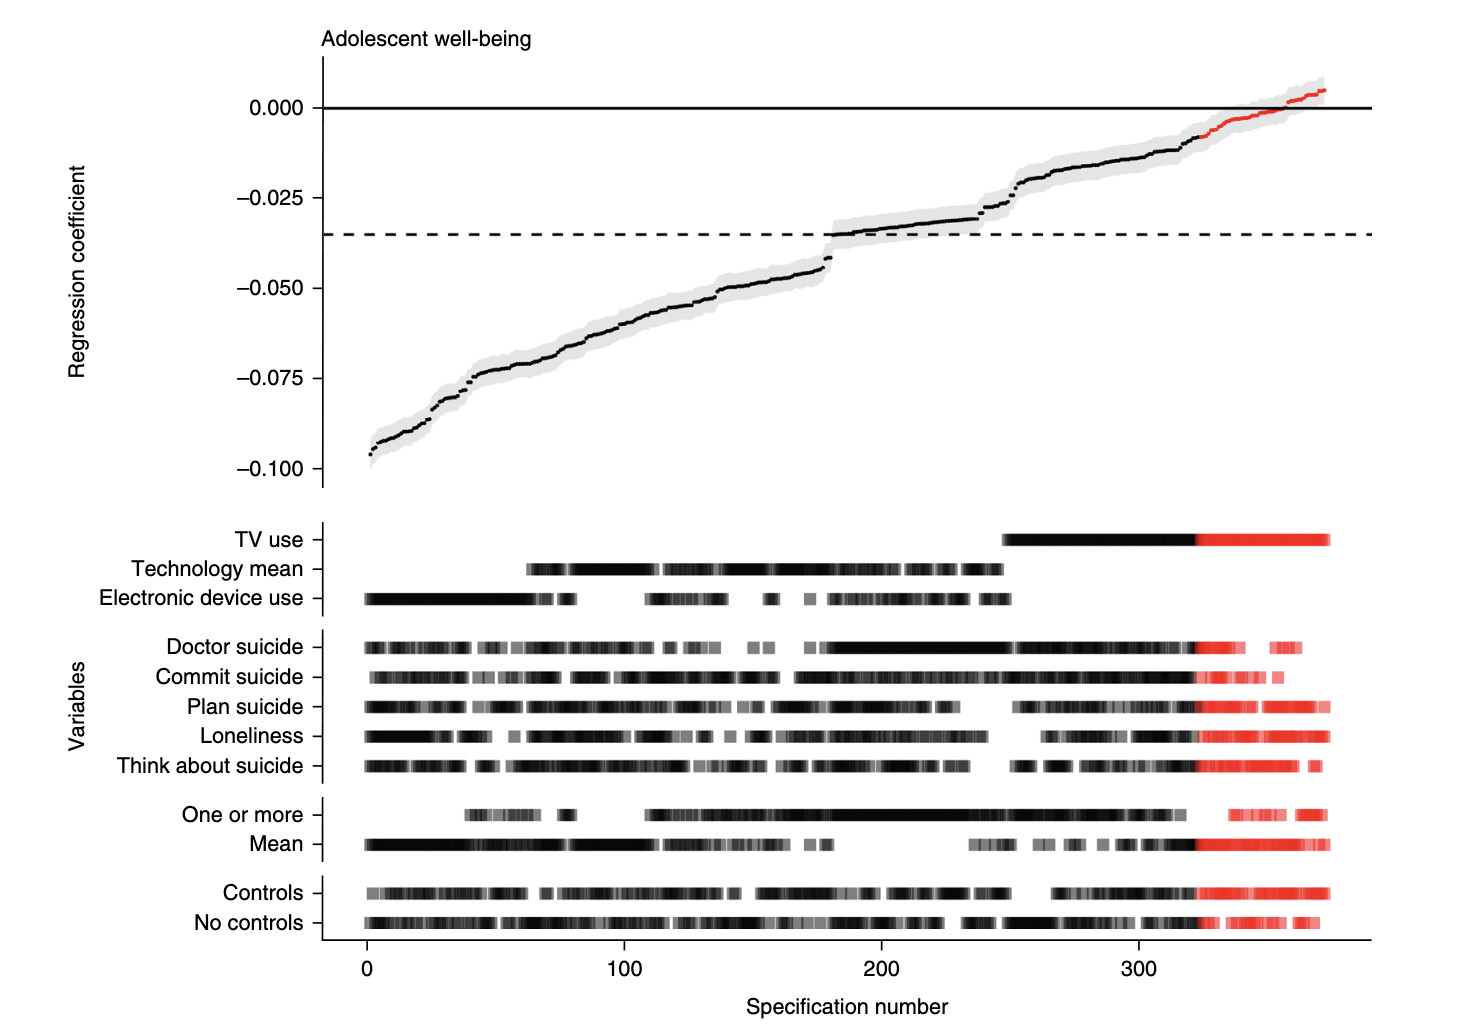 Adolescent well-being
Regression coefficient
0.000
−0.025
−0.050
−0.075
−0.100
Variables
TV use
Technology mean
Electronic device use
Doctor suicide
Commit suicide
Plan suicide
Loneliness
Think about suicide
One or more
Mean
Controls
No controls
0 100 200 300
Specification number